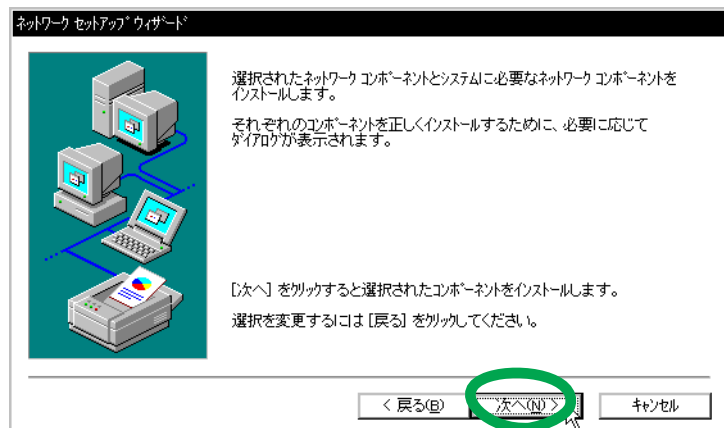 ﾈｯﾄﾜｰｸ ｾｯﾄｱｯﾌﾟ ｳｨｻﾞｰﾄﾞ
選択されたﾈｯﾄﾜｰｸ ｺﾝﾎﾟｰﾈﾝﾄとｼｽﾃﾑに必要なﾈｯﾄﾜｰｸ ｺﾝﾎﾟｰﾈﾝﾄを
ｲﾝｽﾄｰﾙします。
それぞれのｺﾝﾎﾟｰﾈﾝﾄを正しくｲﾝｽﾄｰﾙするために、必要に応じて
ﾀﾞｲｱﾛｸﾞが表示されます。
[次へ] をｸﾘｯｸすると選択されたｺﾝﾎﾟｰﾈﾝﾄをｲﾝｽﾄｰﾙします。
選択を変更するには [戻る] をｸﾘｯｸしてください。
< 戻る(B)
次へ(N) >
ｷｬﾝｾﾙ